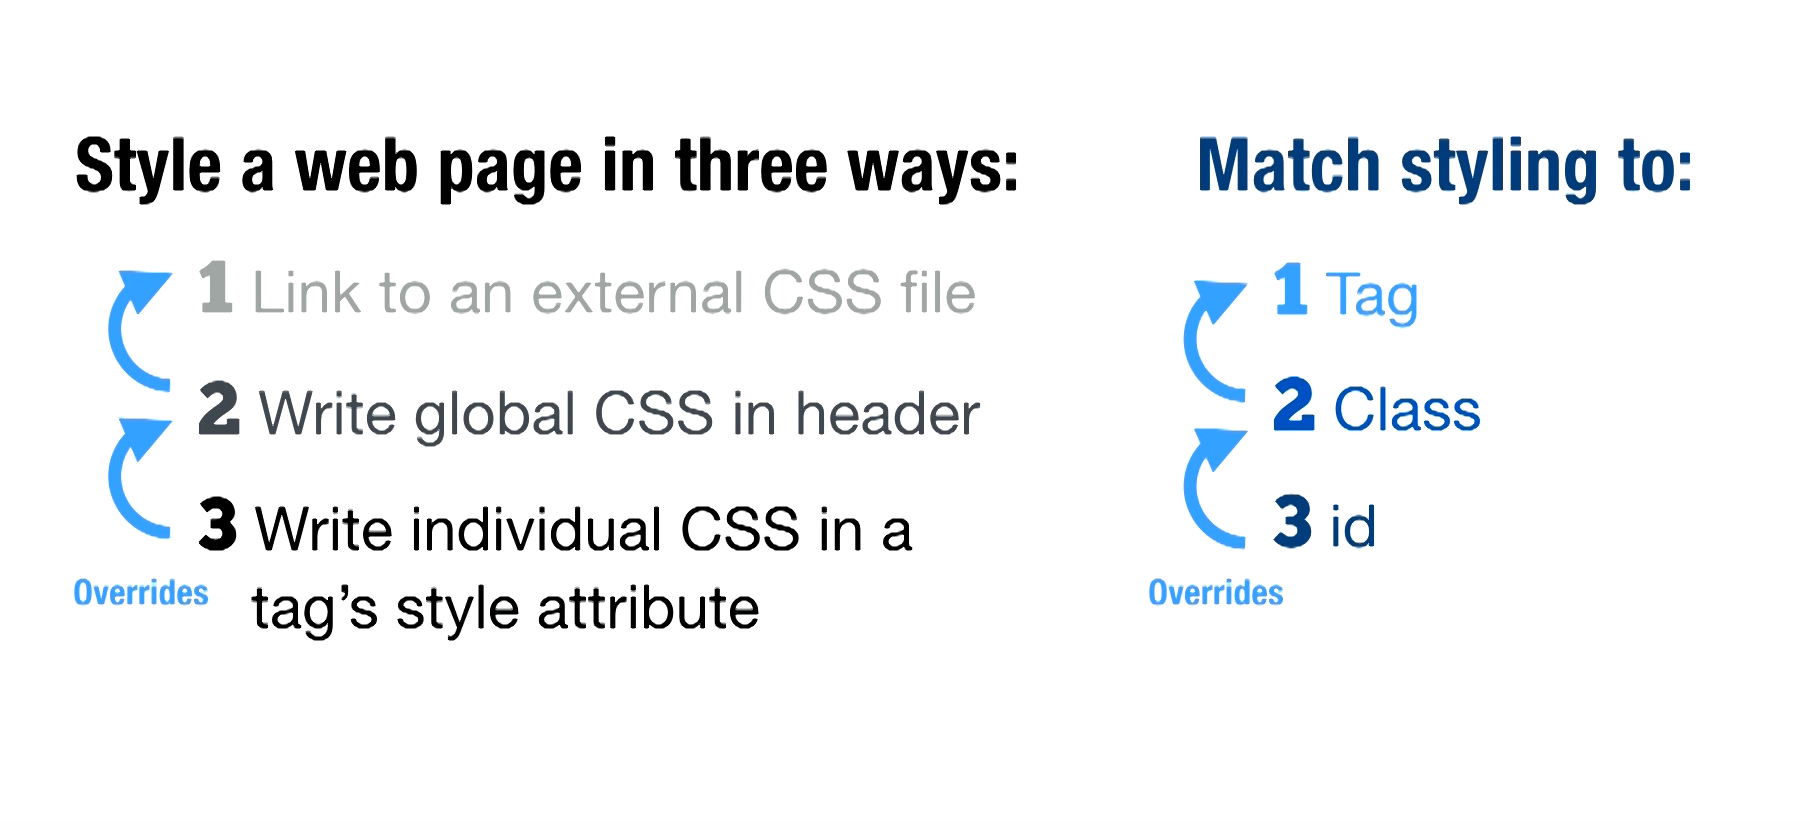 Style a web page in three ways:
1 Link to an external CSS file
2 Write global CSS in header
3 Write individual CSS in a
tag’s style attribute
Overrides
Match styling to:
1 Tag
2 Class
3 id
Overrides